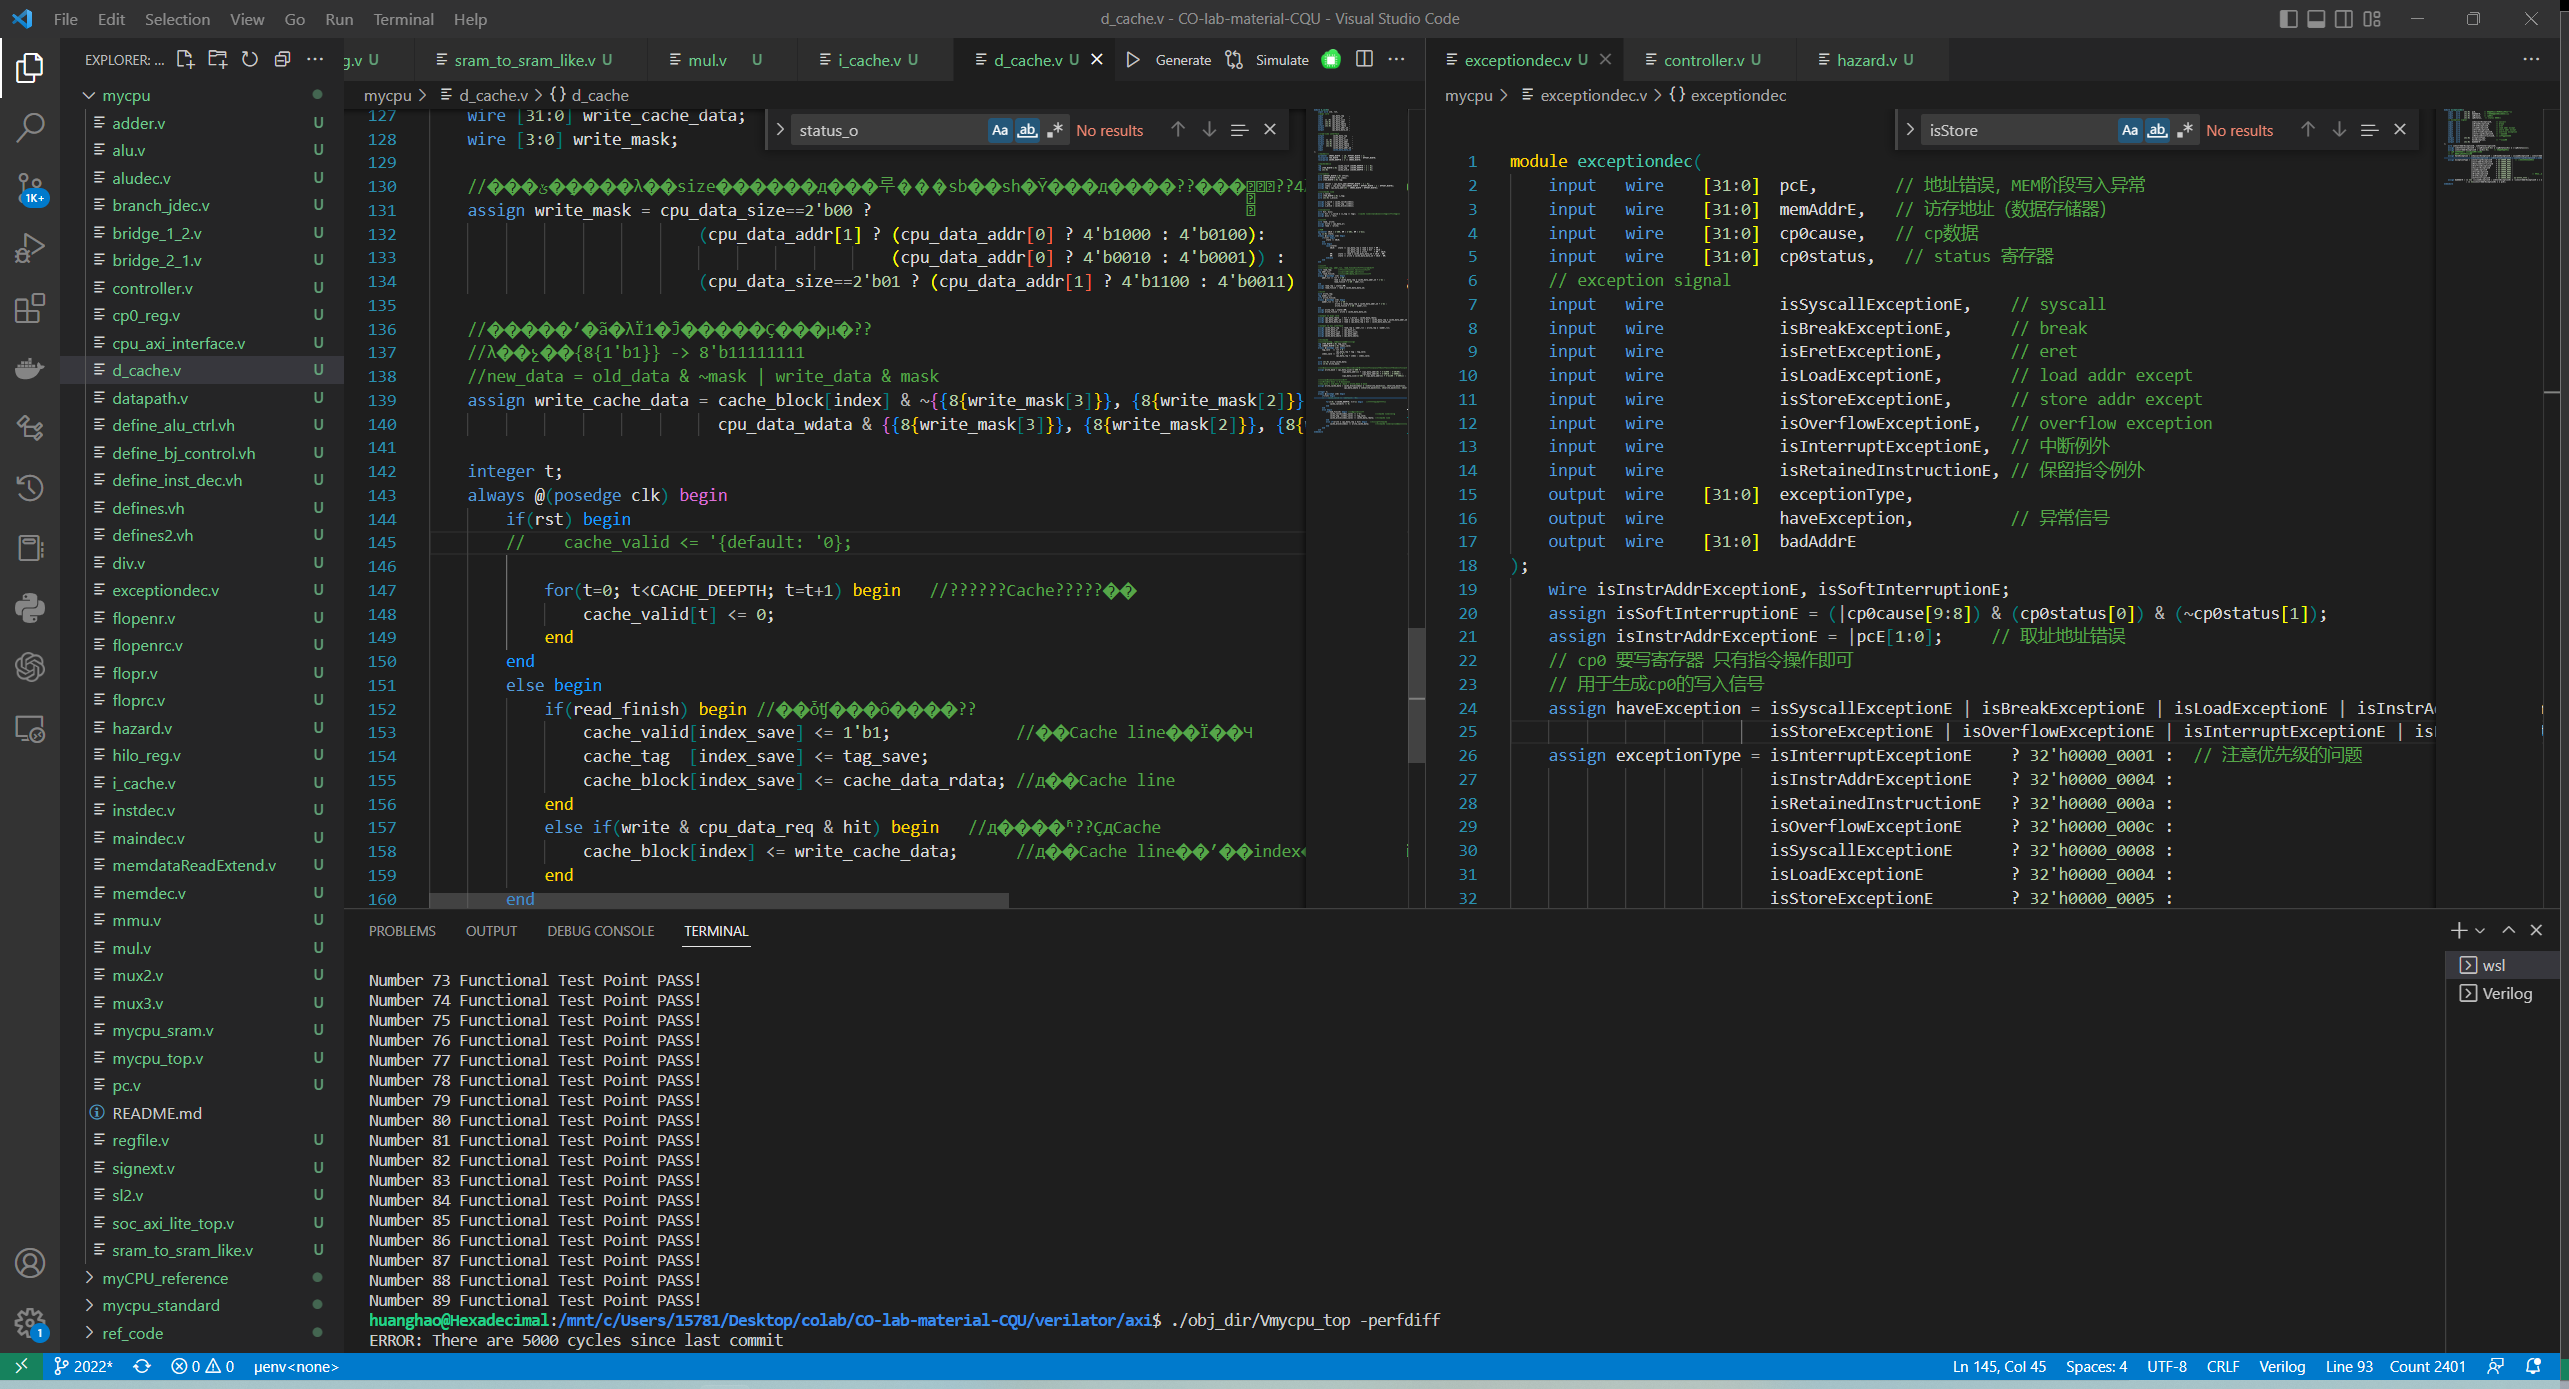 File Edit Selection View Go Run Terminal Help
d_cache.v - CO-lab-material-CQU - Visual Studio Code
EXPLORER: ...
mycpu
adder.v U
alu.v U
aludec.v U
branch_jdec.v U
bridge_1_2.v U
bridge_2_1.v U
controller.v U
cp0_reg.v U
cpu_axi_interface.v U
d_cache.v U
datapath.v U
define_alu_ctrl.vh U
define_bj_control.vh U
define_inst_dec.vh U
defines.vh U
defines2.vh U
div.v U
exceptiondec.v U
flopenr.v U
flopenrc.v U
flopr.v U
floprc.v U
hazard.v U
hilo_reg.v U
i_cache.v U
instdec.v U
maindec.v U
memdataReadExtend.v U
memdec.v U
mmu.v U
mul.v U
mux2.v U
mux3.v U
mycpu_sram.v U
mycpu_top.v U
pc.v U
README.md
regfile.v U
signext.v U
sl2.v U
soc_axi_lite_top.v U
sram_to_sram_like.v U
myCPU_reference
mycpu_standard
ref_code
1K+
1
g.v U
sram_to_sram_like.v U
mul.v U
i_cache.v U
d_cache.v U
Generate
Simulate
mycpu > d_cache.v > {} d_cache
status_o
Aa ab No results
127 wire [31:0] write_cache_data;
128 wire [3:0] write_mask;
129
130
131 assign write_mask = cpu_data_size==2'b00 ?
132 (cpu_data_addr[1] ? (cpu_data_addr[0] ? 4'b1000 : 4'b0100):
133 (cpu_data_addr[0] ? 4'b0010 : 4'b0001)) :
134 (cpu_data_size==2'b01 ? (cpu_data_addr[1] ? 4'b1100 : 4'b0011)
135
136
137 {8{1'b1}} -> 8'b11111111
138 //new_data = old_data & ~mask | write_data & mask
139 assign write_cache_data = cache_block[index] & ~{{8{write_mask[3]}}, {8{write_mask[2]}}
140 cpu_data_wdata & {{8{write_mask[3]}}, {8{write_mask[2]}}, {8{
141
142 integer t;
143 always @(posedge clk) begin
144 if(rst) begin
145 // cache_valid <= '{default: '0};
146
147 for(t=0; t<CACHE_DEEPTH; t=t+1) begin //??????Cache?????
148 cache_valid[t] <= 0;
149 end
150 end
151 else begin
152 if(read_finish) begin //
153 cache_valid[index_save] <= 1'b1; // Cache line
154 cache_tag [index_save] <= tag_save;
155 cache_block[index_save] <= cache_data_rdata; // Cache line
156 end
157 else if(write & cpu_data_req & hit) begin // Cache
158 cache_block[index] <= write_cache_data; // Cache line index
159 end
160 end
exceptiondec.v U
controller.v U
hazard.v U
mycpu > exceptiondec.v > {} exceptiondec
isStore
Aa ab No results
1 module exceptiondec(
2 input wire [31:0] pcE, // 地址错误，MEM阶段写入异常
3 input wire [31:0] memAddrE, // 访存地址（数据存储器）
4 input wire [31:0] cp0cause, // cp数据
5 input wire [31:0] cp0status, // status 寄存器
6 // exception signal
7 input wire isSyscallExceptionE, // syscall
8 input wire isBreakExceptionE, // break
9 input wire isEretExceptionE, // eret
10 input wire isLoadExceptionE, // load addr except
11 input wire isStoreExceptionE, // store addr except
12 input wire isOverflowExceptionE, // overflow exception
13 input wire isInterruptExceptionE, // 中断例外
14 input wire isRetainedInstructionE, // 保留指令例外
15 output wire [31:0] exceptionType,
16 output wire haveException, // 异常信号
17 output wire [31:0] badAddrE
18 );
19 wire isInstrAddrExceptionE, isSoftInterruptionE;
20 assign isSoftInterruptionE = (|cp0cause[9:8]) & (cp0status[0]) & (~cp0status[1]);
21 assign isInstrAddrExceptionE = |pcE[1:0]; // 取址地址错误
22 // cp0 要写寄存器 只有指令操作即可
23 // 用于生成cp0的写入信号
24 assign haveException = isSyscallExceptionE | isBreakExceptionE | isLoadExceptionE | isInstrA
25 isStoreExceptionE | isOverflowExceptionE | isInterruptExceptionE | is
26 assign exceptionType = isInterruptExceptionE ? 32'h0000_0001 : // 注意优先级的问题
27 isInstrAddrExceptionE ? 32'h0000_0004 :
28 isRetainedInstructionE ? 32'h0000_000a :
29 isOverflowExceptionE ? 32'h0000_000c :
30 isSyscallExceptionE ? 32'h0000_0008 :
31 isLoadExceptionE ? 32'h0000_0004 :
32 isStoreExceptionE ? 32'h0000_0005 :
PROBLEMS OUTPUT DEBUG CONSOLE TERMINAL
wsl
Verilog
Number 73 Functional Test Point PASS!
Number 74 Functional Test Point PASS!
Number 75 Functional Test Point PASS!
Number 76 Functional Test Point PASS!
Number 77 Functional Test Point PASS!
Number 78 Functional Test Point PASS!
Number 79 Functional Test Point PASS!
Number 80 Functional Test Point PASS!
Number 81 Functional Test Point PASS!
Number 82 Functional Test Point PASS!
Number 83 Functional Test Point PASS!
Number 84 Functional Test Point PASS!
Number 85 Functional Test Point PASS!
Number 86 Functional Test Point PASS!
Number 87 Functional Test Point PASS!
Number 88 Functional Test Point PASS!
Number 89 Functional Test Point PASS!
huanghao@Hexadecimal:/mnt/c/Users/15781/Desktop/colab/CO-lab-material-CQU/verilator/axi$ ./obj_dir/Vmycpu_top -perfdiff
ERROR: There are 5000 cycles since last commit
2022* 0 0 μenv<none>
Ln 145, Col 45 Spaces: 4 UTF-8 CRLF Verilog Line 93 Count 2401